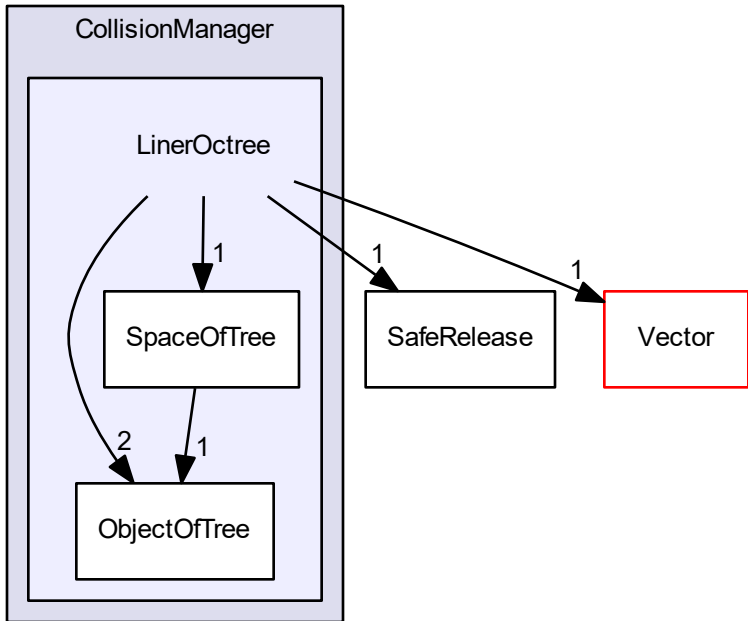 CollisionManager
LinerOctree
1
1
1
SpaceOfTree
SafeRelease
Vector
2
1
ObjectOfTree